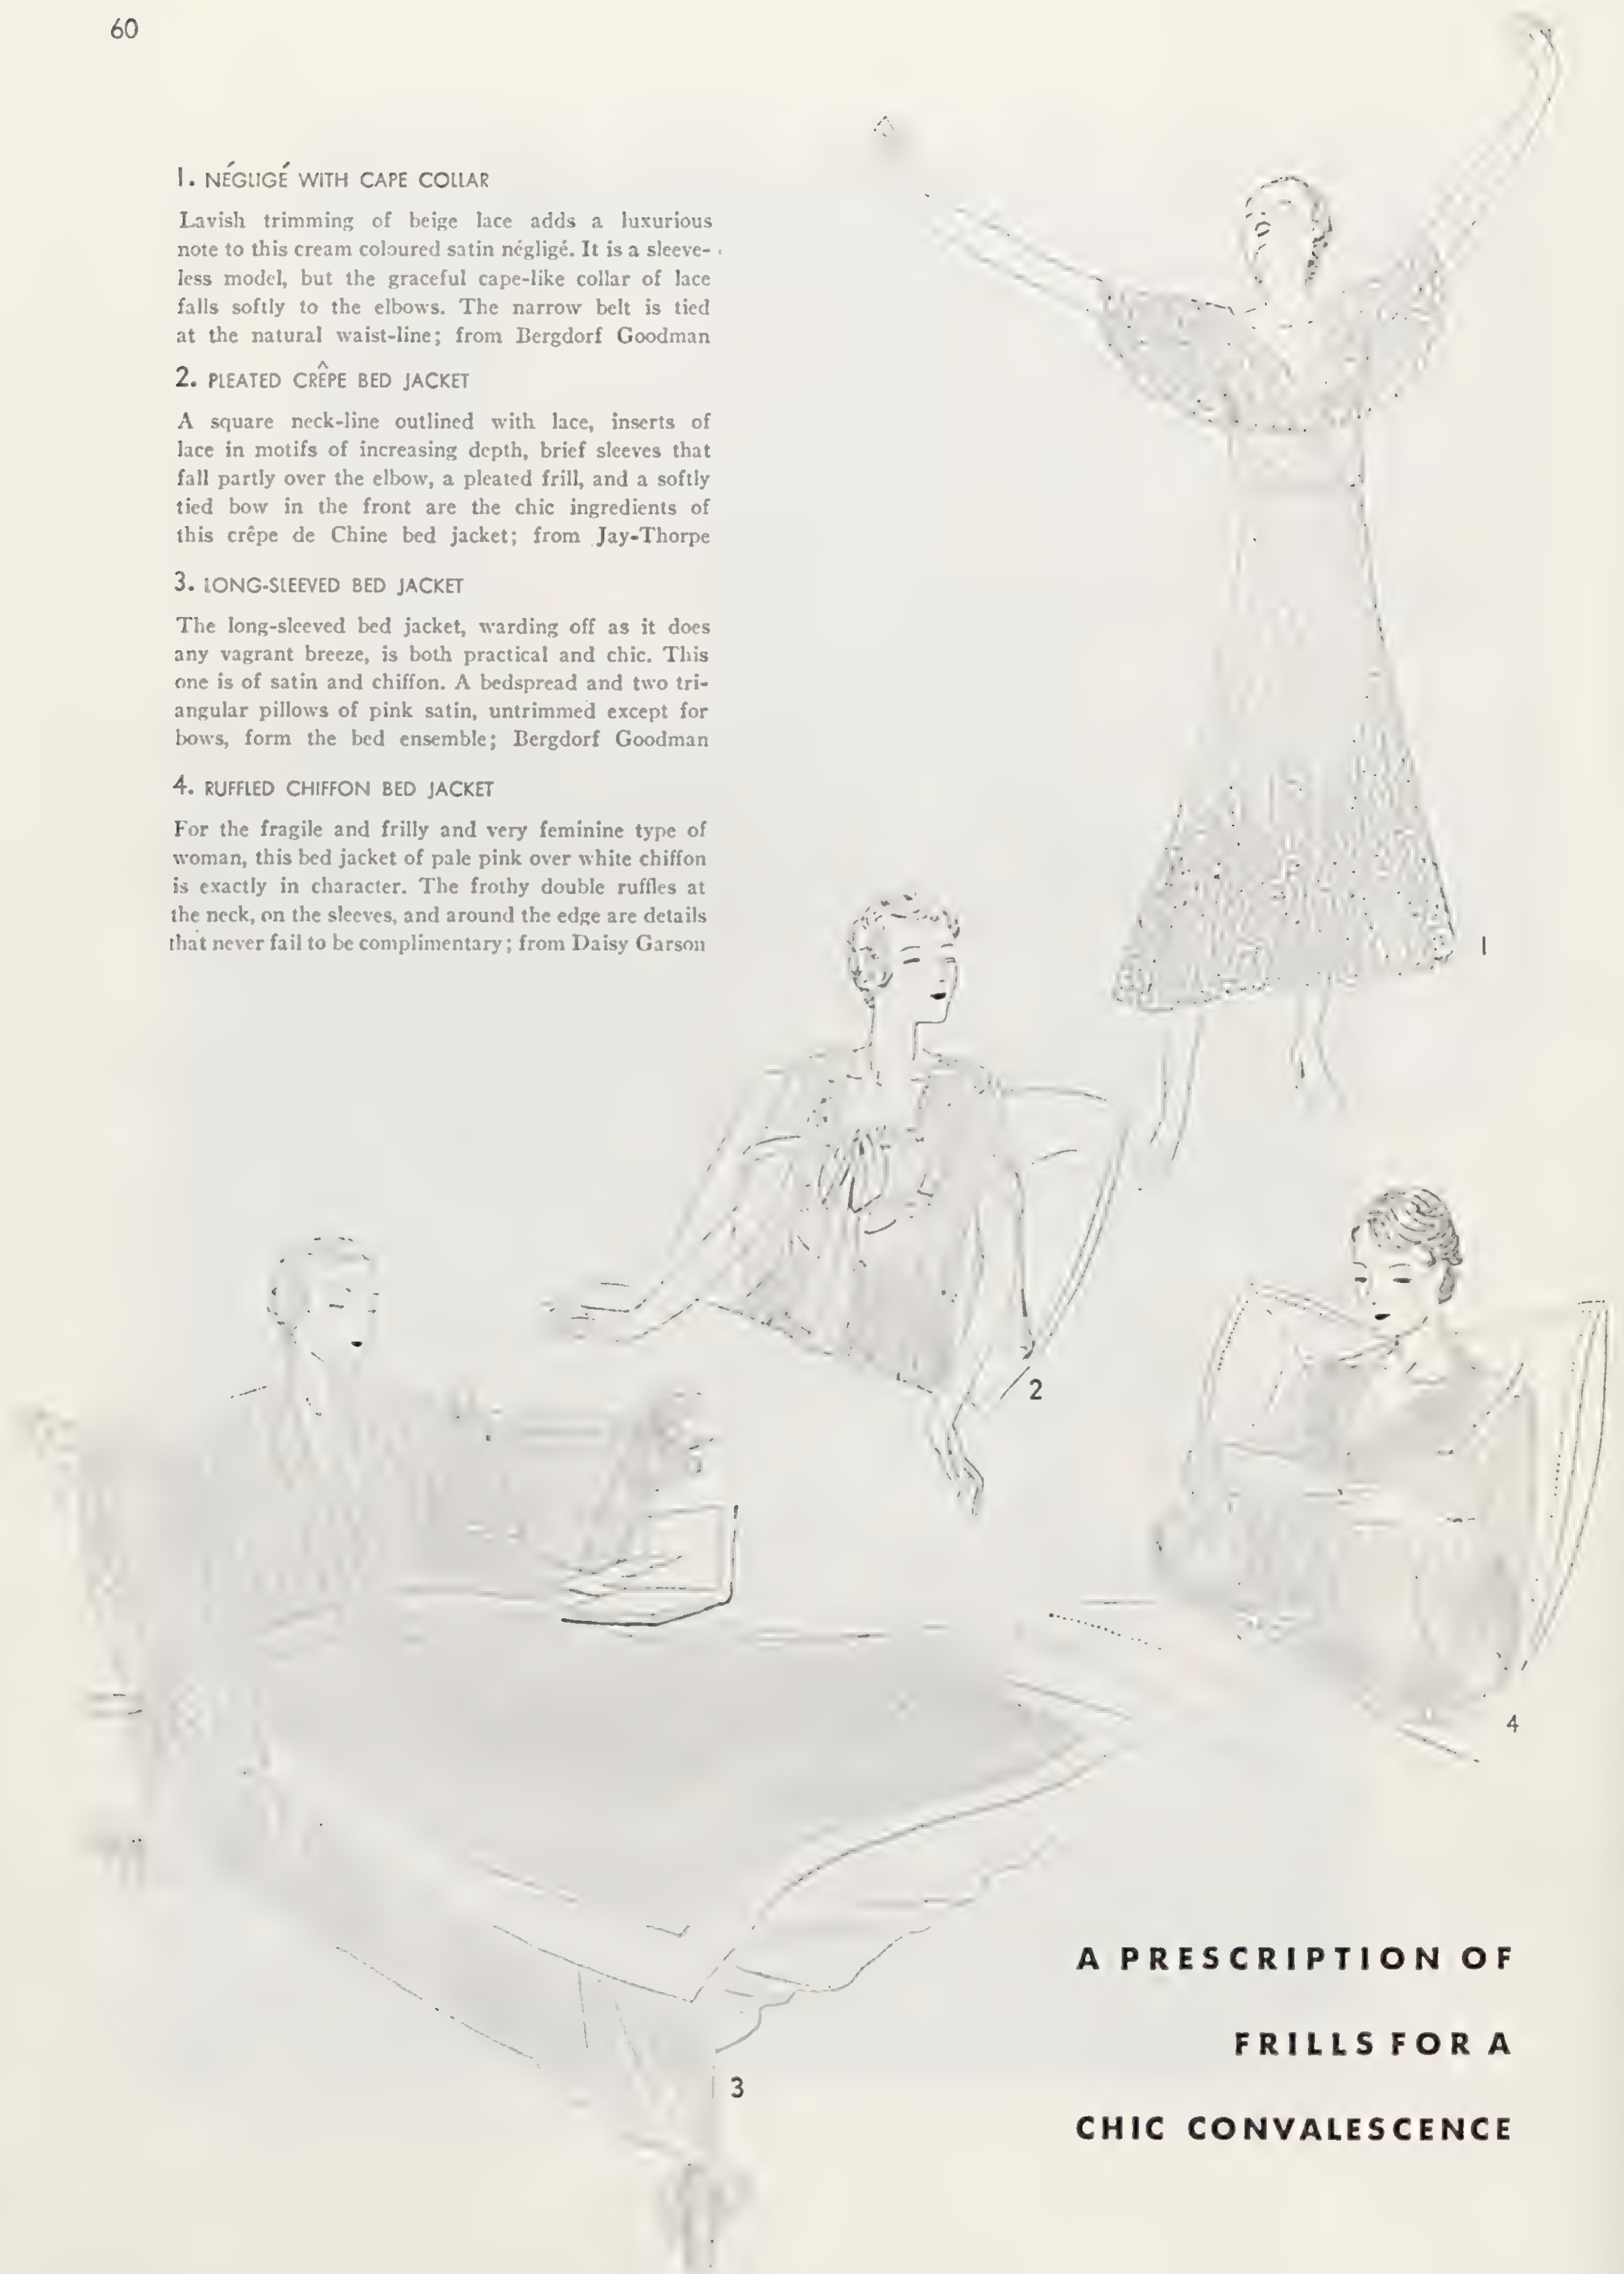 60
1. NÉGLIGÉ WITH CAPE COLLAR
Lavish trimming of beige lace adds a luxurious
note to this cream coloured satin négligé. It is a sleeve-
less model, but the graceful cape-like collar of lace
falls softly to the elbows. The narrow belt is tied
at the natural waist-line; from Bergdorf Goodman
2. PLEATED CRÊPE BED JACKET
A square neck-line outlined with lace, inserts of
lace in motifs of increasing depth, brief sleeves that
fall partly over the elbow, a pleated frill, and a softly
tied bow in the front are the chic ingredients of
this crêpe de Chine bed jacket; from Jay-Thorpe
3. LONG-SLEEVED BED JACKET
The long-sleeved bed jacket, warding off as it does
any vagrant breeze, is both practical and chic. This
one is of satin and chiffon. A bedspread and two tri-
angular pillows of pink satin, untrimmed except for
bows, form the bed ensemble; Bergdorf Goodman
4. RUFFLED CHIFFON BED JACKET
For the fragile and frilly and very feminine type of
woman, this bed jacket of pale pink over white chiffon
is exactly in character. The frothy double ruffles at
the neck, on the sleeves, and around the edge are details
that never fail to be complimentary; from Daisy Garson
1
2
4
3
A PRESCRIPTION OF
FRILLS FOR A
CHIC CONVALESCENCE